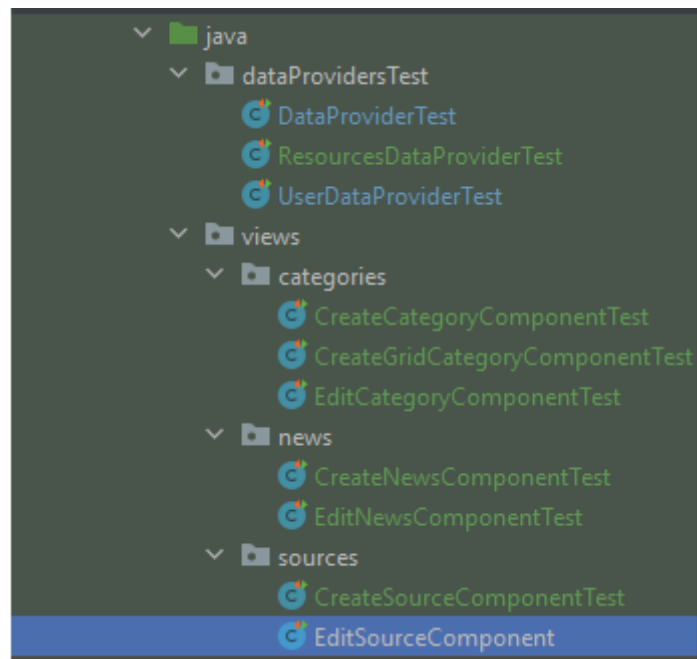 java
dataProvidersTest
DataProviderTest
ResourcesDataProviderTest
UserDataProviderTest
views
categories
CreateCategoryComponentTest
CreateGridCategoryComponentTest
EditCategoryComponentTest
news
CreateNewsComponentTest
EditNewsComponentTest
sources
CreateSourceComponentTest
EditSourceComponent